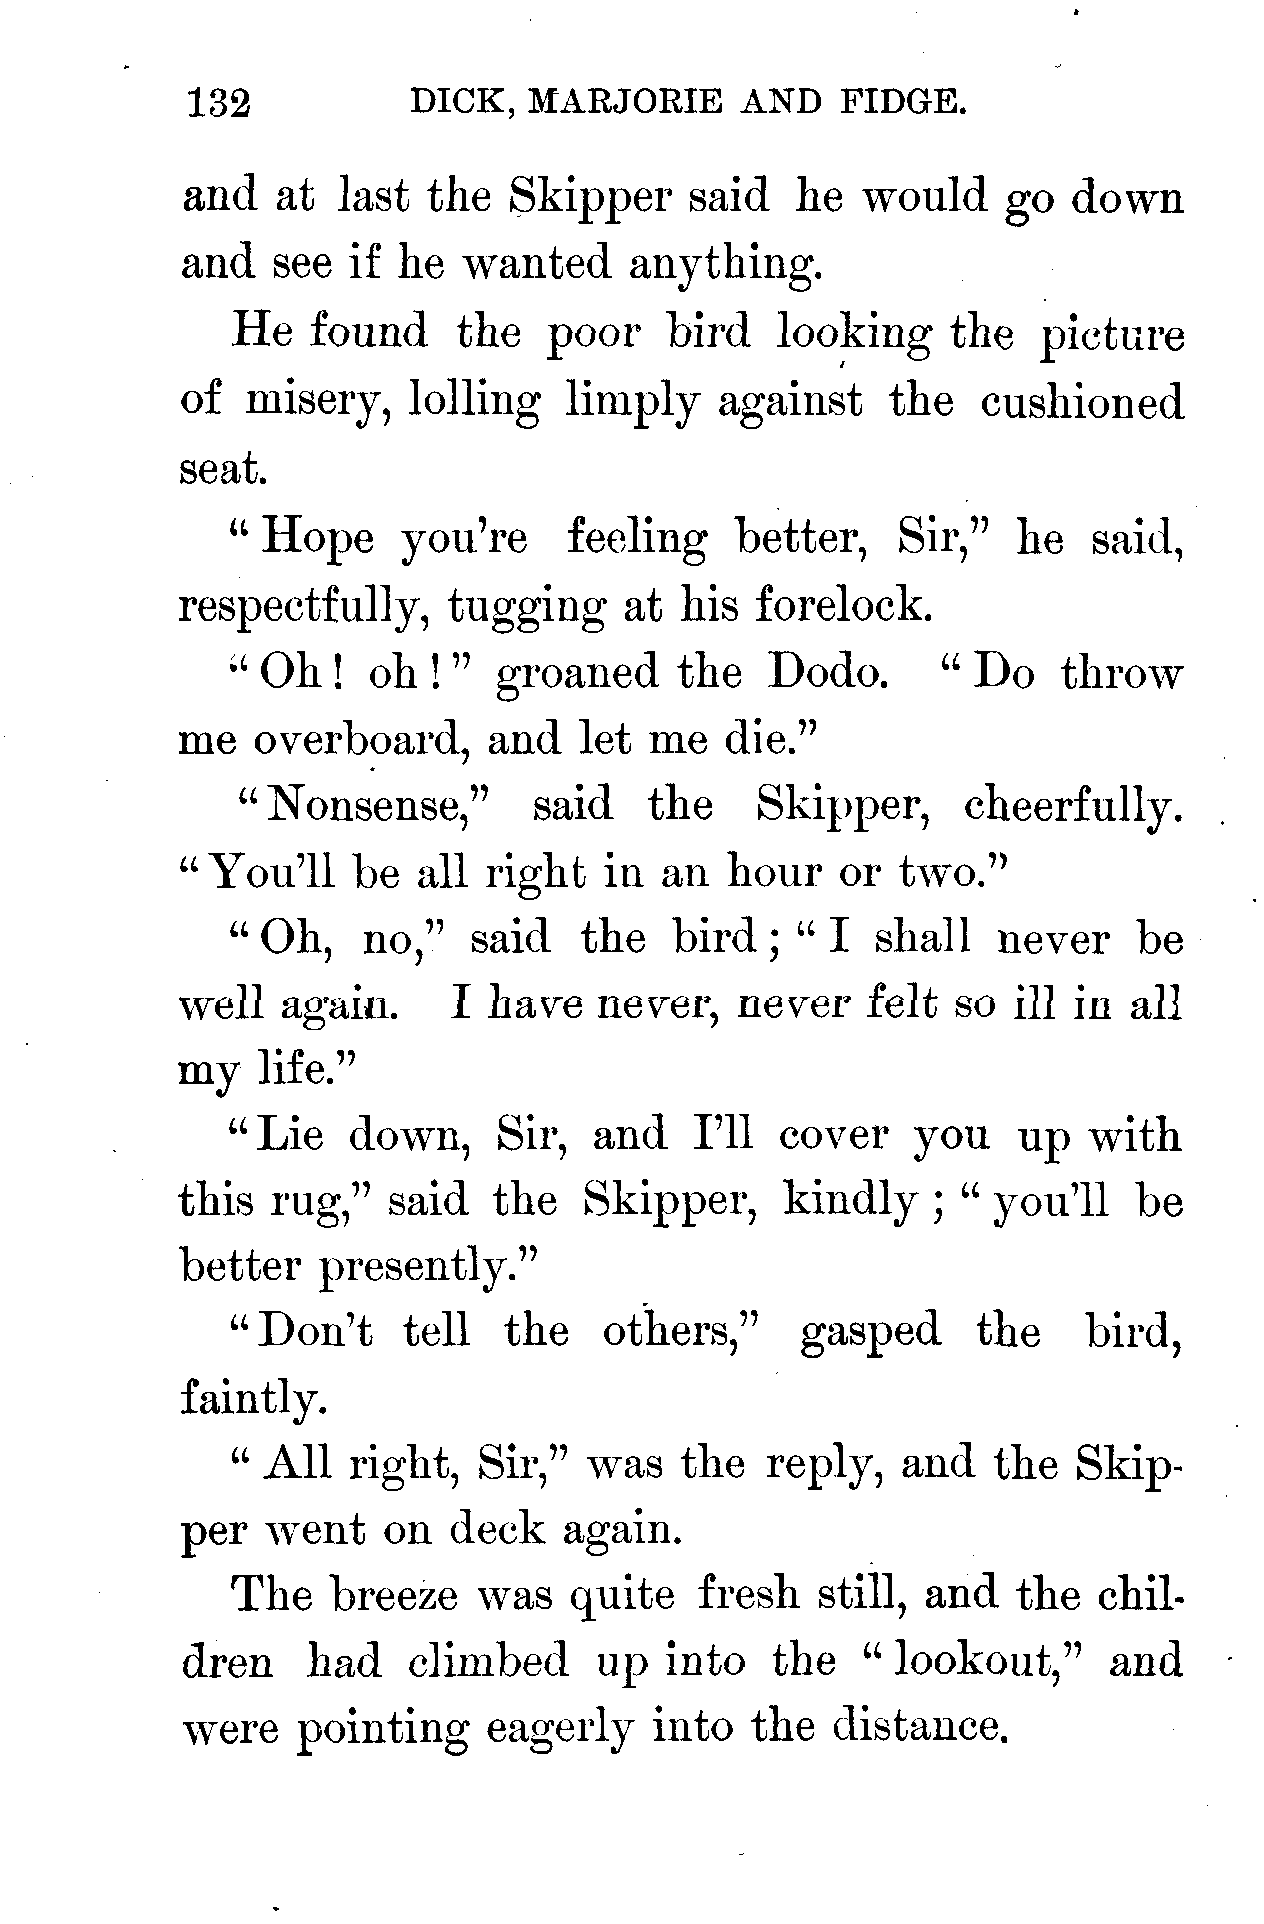 132 DICK, MARJORIE AND FIDGE.
and at last the Skipper said he would go down
and see if he wanted anything.
He found the poor bird looking the picture
of misery, lolling limply against the cushioned
seat.
“ Hope you’re feeling better, Sir,” he said,
respectfully, tugging at his forelock.
“ Oh ! oh ! ” groaned the Dodo. “ Do throw
me overboard, and let me die.”
“ Nonsense,” said the Skipper, cheerfully.
“ You’ll be all right in an hour or two.”
“ Oh, no,” said the bird ; “ I shall never be
well again. I have never, never felt so ill in all
my life.”
“ Lie down, Sir, and I’ll cover you up with
this rug,” said the Skipper, kindly ; “ you’ll be
better presently.”
“ Don’t tell the others,” gasped the bird,
faintly.
“ All right, Sir,” was the reply, and the Skip-
per went on deck again.
The breeze was quite fresh still, and the chil-
dren had climbed up into the “ lookout,” and
were pointing eagerly into the distance.